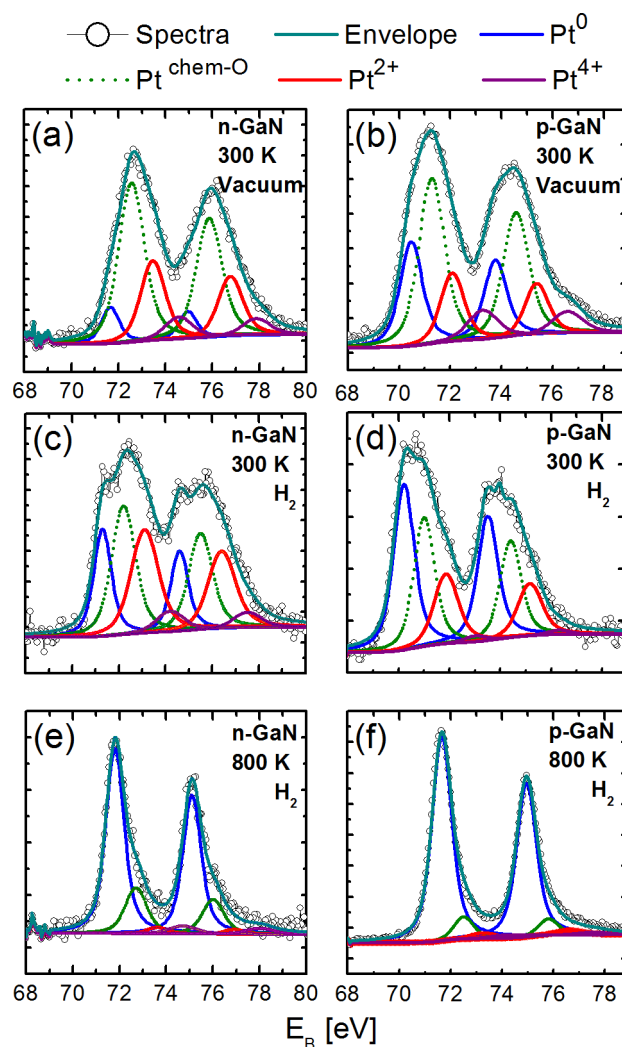 Spectra Envelope Pt⁰
Pt^chem-O Pt²⁺ Pt⁴⁺
(a) n-GaN
300 K
Vacuum
68 70 72 74 76 78 80
(b) p-GaN
300 K
Vacuum
68 70 72 74 76 78
(c) n-GaN
300 K
H₂
68 70 72 74 76 78 80
(d) p-GaN
300 K
H₂
68 70 72 74 76 78
(e) n-GaN
800 K
H₂
68 70 72 74 76 78 80
(f) p-GaN
800 K
H₂
68 70 72 74 76 78
E_B [eV]